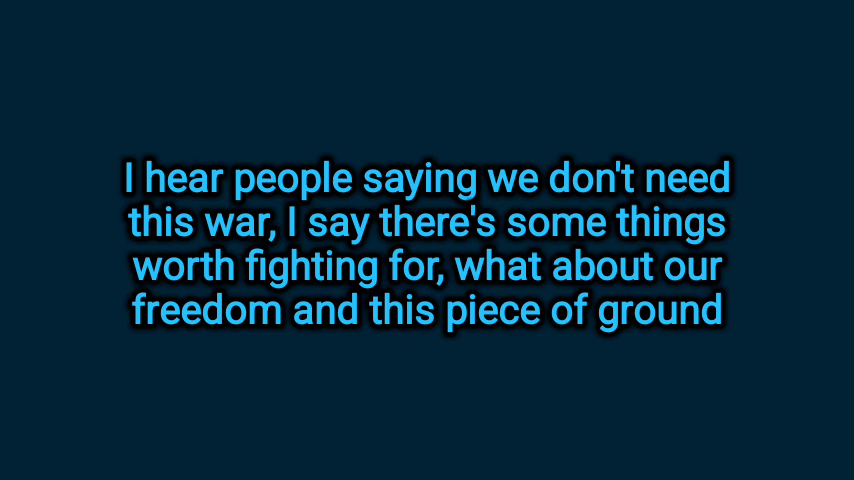 I hear people saying we don't need
this war, I say there's some things
worth fighting for, what about our
freedom and this piece of ground